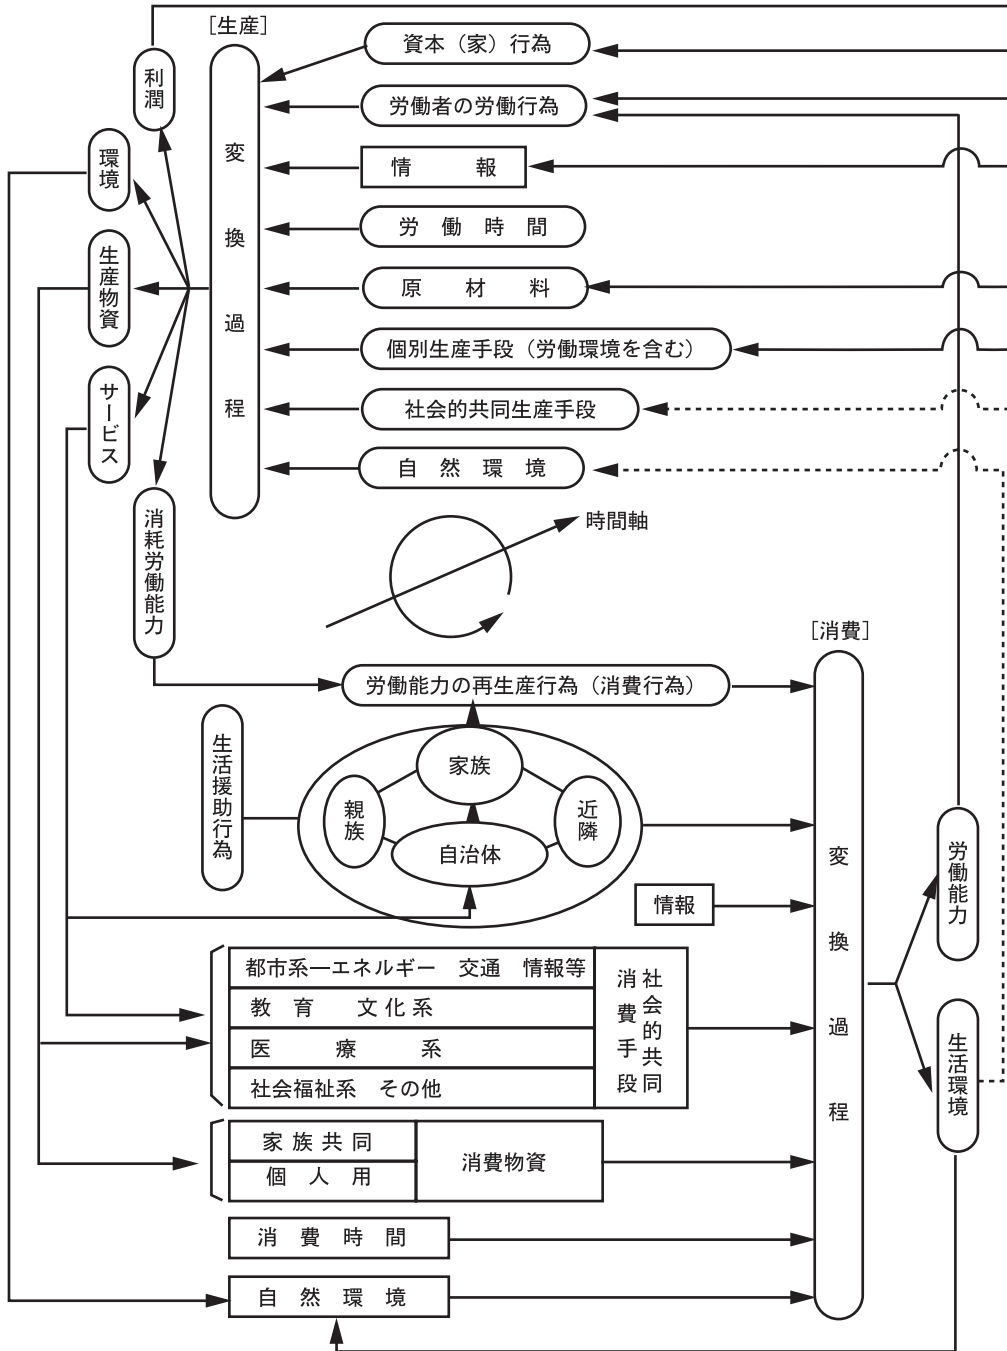 ［生産］
利潤
環境
生産物資
サービス
消耗労働能力
変換過程
資本（家）行為
労働者の労働行為
情報
労働時間
原材料
個別生産手段（労働環境を含む）
社会的共同生産手段
自然環境
時間軸
［消費］
労働能力の再生産行為（消費行為）
生活援助行為
家族
親族
近隣
自治体
情報
都市系―エネルギー 交通 情報等
教育 文化系
医療系
社会福祉系 その他
社会的共同
消費手段
家族共同
個人用
消費物資
消費時間
自然環境
変換過程
労働能力
生活環境